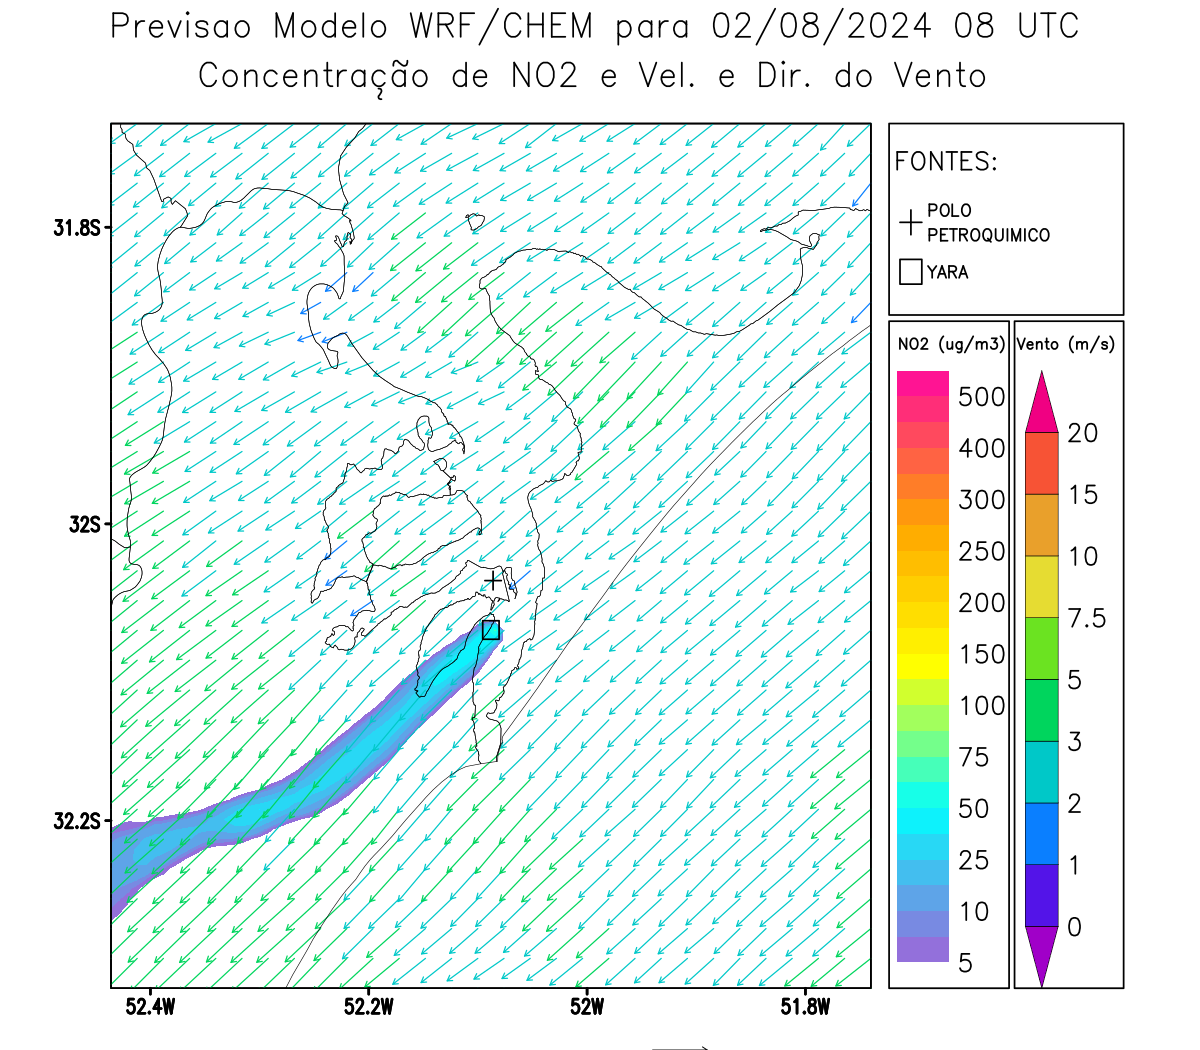 Previsao Modelo WRF/CHEM para 02/08/2024 08 UTC
Concentração de NO2 e Vel. e Dir. do Vento
FONTES:
POLO
PETROQUIMICO
YARA
31.8S
32S
32.2S
52.4W
52.2W
52W
51.8W
NO2 (ug/m3)
500
400
300
250
200
150
100
75
50
25
10
5
Vento (m/s)
20
15
10
7.5
5
3
2
1
0